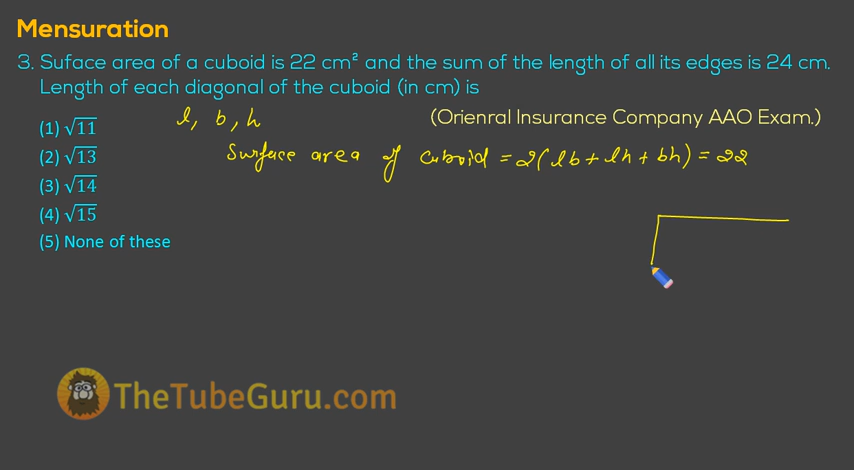 Mensuration
3. Suface area of a cuboid is 22 cm² and the sum of the length of all its edges is 24 cm.
Length of each diagonal of the cuboid (in cm) is
(Orienral Insurance Company AAO Exam.)
l, b, h
(1) √11
Surface area of cuboid = 2(lb + lh + bh) = 22
(2) √13
(3) √14
(4) √15
(5) None of these
TheTubeGuru.com